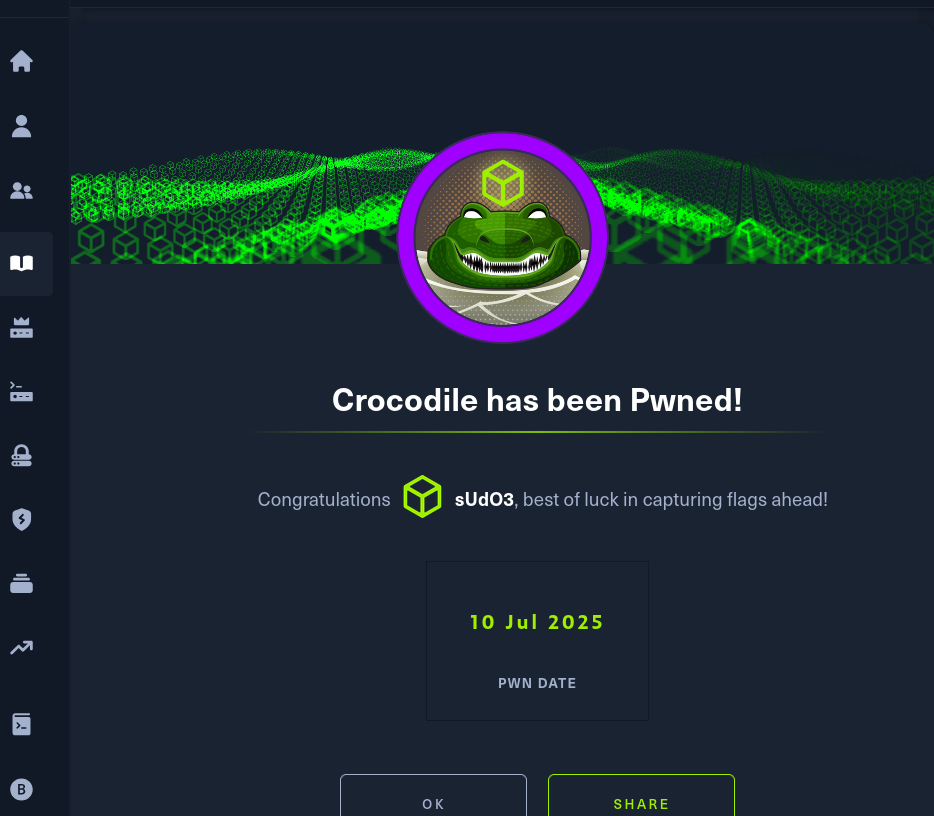 Crocodile has been Pwned!
Congratulations sUdO3, best of luck in capturing flags ahead!
10 Jul 2025
PWN DATE
OK
SHARE
B